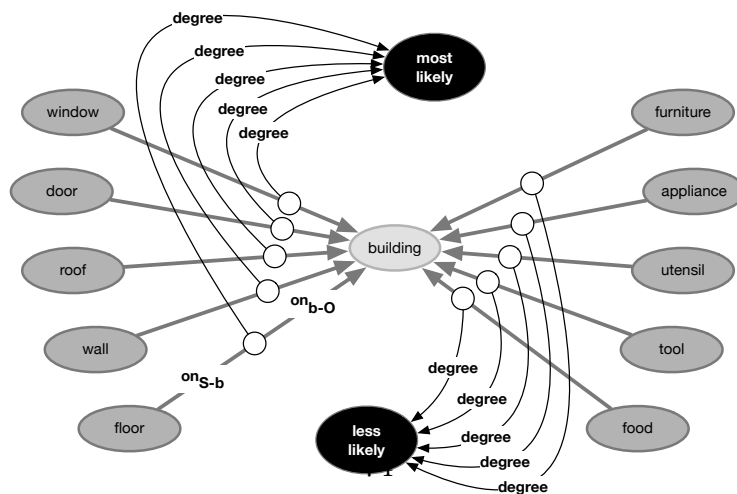 degree
most
likely
degree
degree
degree
degree
window
furniture
door
appliance
building
roof
utensil
on b-O
wall
tool
degree
on S-b
degree
floor
less
likely
degree
food
degree
degree